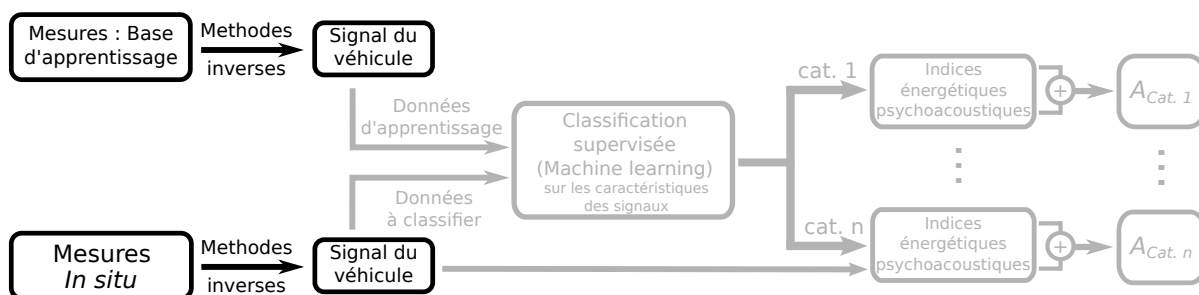 Mesures : Base
d'apprentissage
Methodes
inverses
Signal du
véhicule
Données
d'apprentissage
Classification
supervisée
(Machine learning)
sur les caractéristiques
des signaux
cat. 1
Indices
énergétiques
psychoacoustiques
+
A Cat. 1
Données
à classifier
Mesures
In situ
Methodes
inverses
Signal du
véhicule
cat. n
Indices
énergétiques
psychoacoustiques
+
A Cat. n